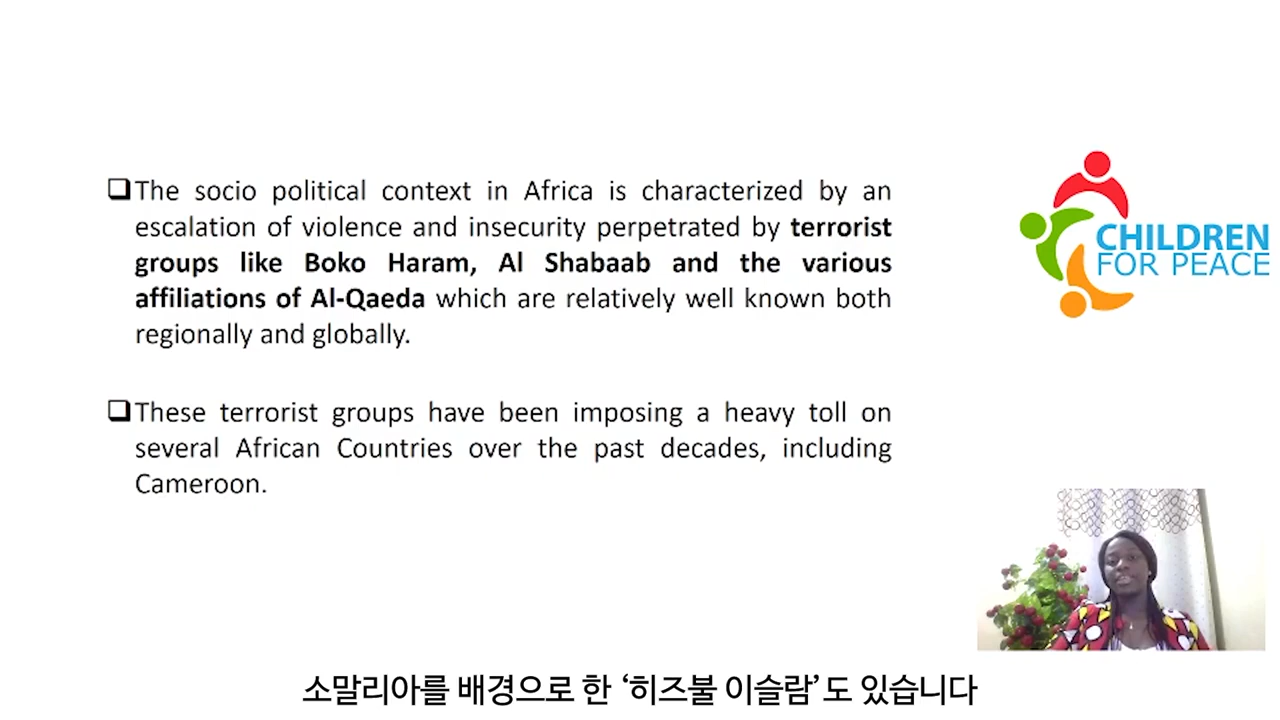 ❑The socio political context in Africa is characterized by an
escalation of violence and insecurity perpetrated by terrorist
groups like Boko Haram, Al Shabaab and the various
affiliations of Al-Qaeda which are relatively well known both
regionally and globally.
❑These terrorist groups have been imposing a heavy toll on
several African Countries over the past decades, including
Cameroon.
CHILDREN
FOR PEACE
소말리아를 배경으로 한 ‘히즈불 이슬람’도 있습니다